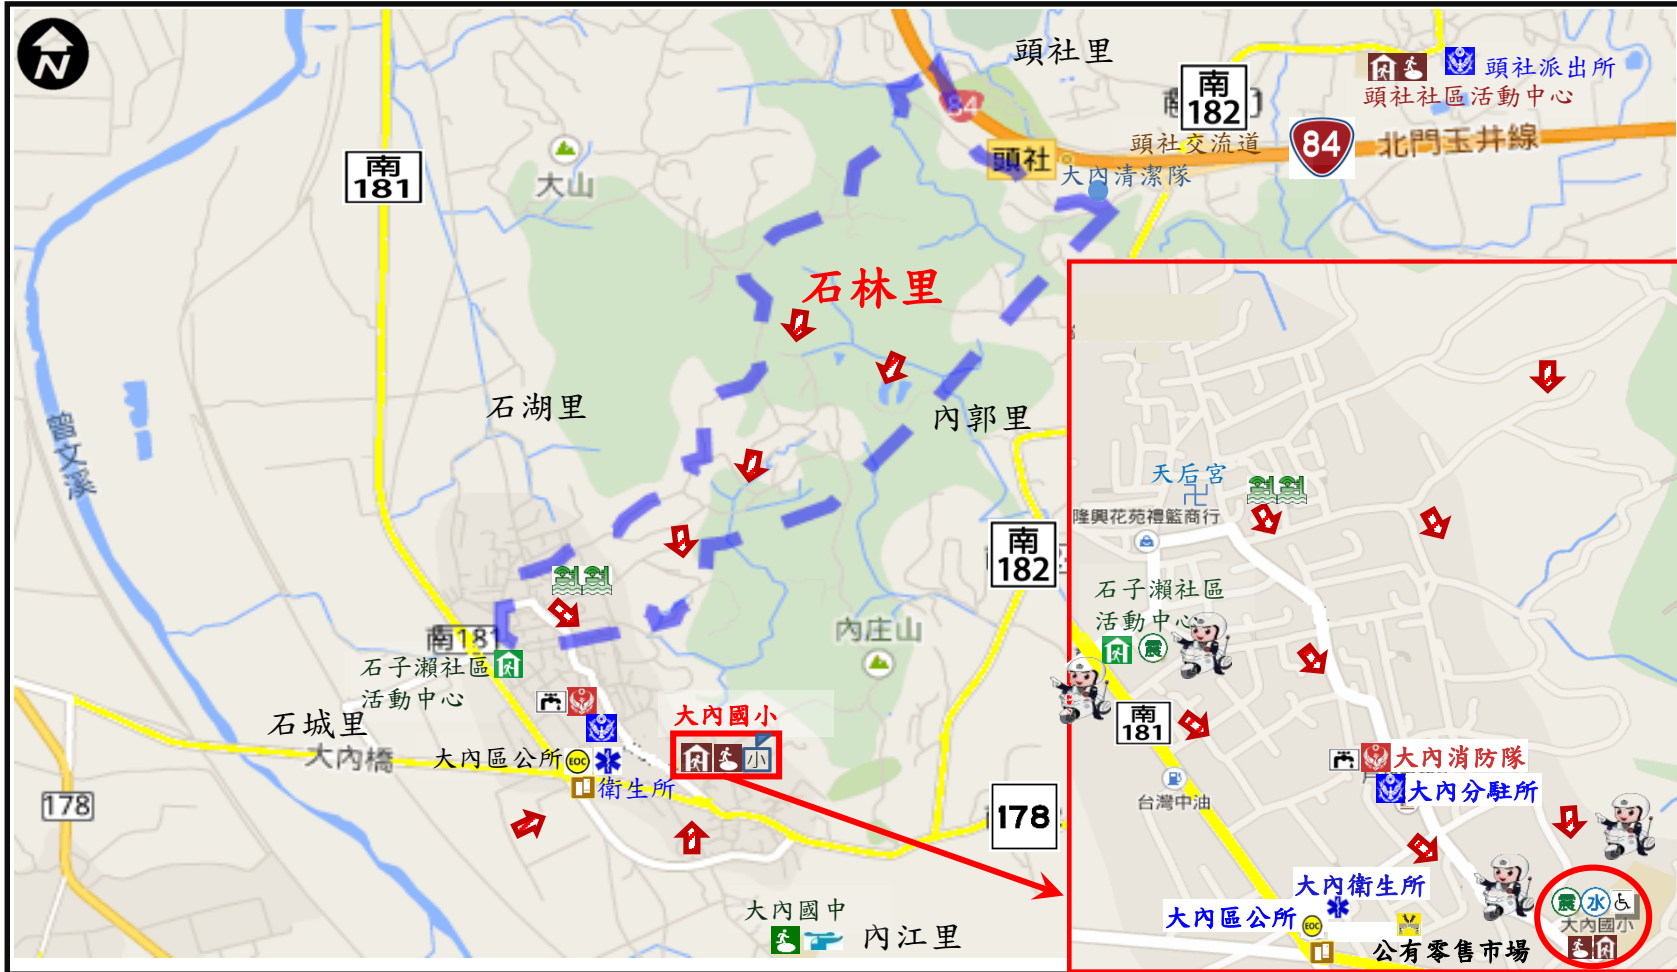 N
頭社里
南
182
頭社派出所
頭社社區活動中心
84
頭社交流道
84
北門玉井線
頭社
大內清潔隊
南
181
大山
石林里
石湖里
內郭里
曾文溪
南
182
南181
內庄山
石子瀨社區
活動中心
石城里
大內橋
大內國小
小
大內區公所
EOC
衛生所
178
178
大內國中
內江里
天后宮
卍
隆興花苑禮籃商行
石子瀨社區
活動中心
震
南
181
台灣中油
大內消防隊
大內分駐所
大內衛生所
大內區公所
EOC
公有零售市場
震
水
大內國小